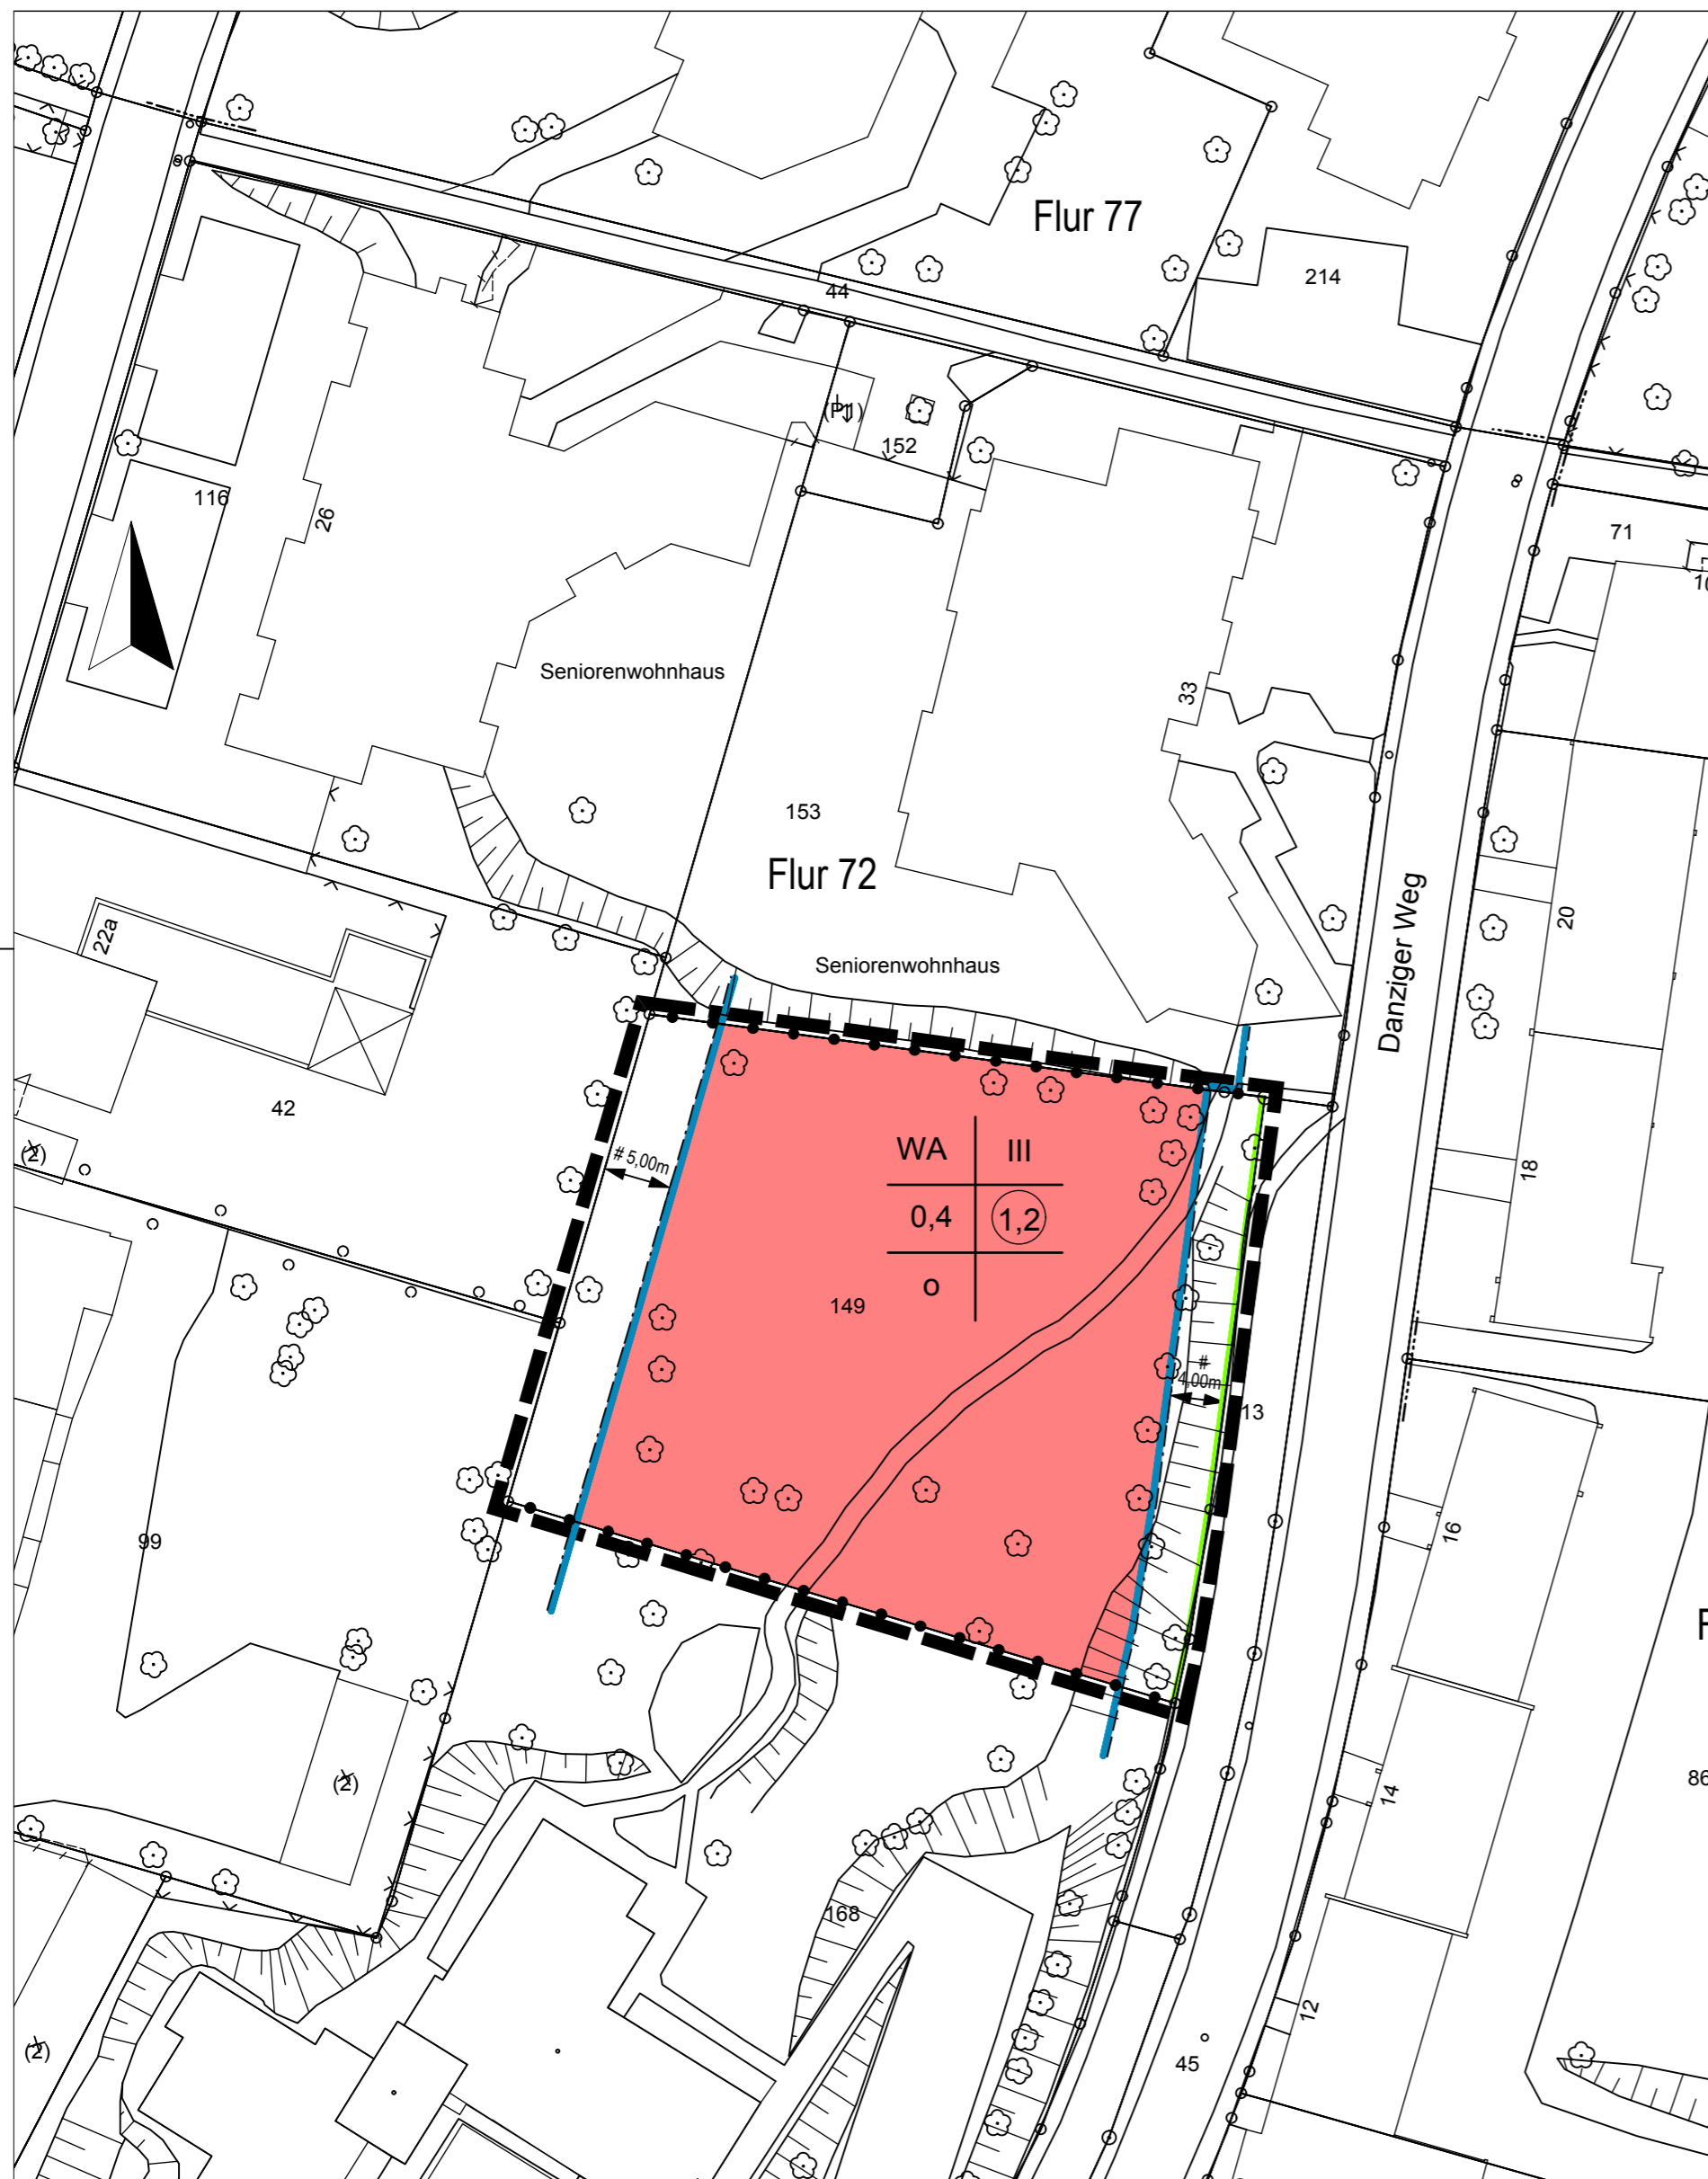 Flur 77
214
44
(P1)
152
116
26
71
Seniorenwohnhaus
33
153
Flur 72
20
22a
Danziger Weg
Seniorenwohnhaus
42
(2)
# 5,00m
WA III
0,4 1,2
o
18
149
#
4,00m
13
99
16
(2)
14
168
12
(2)
45